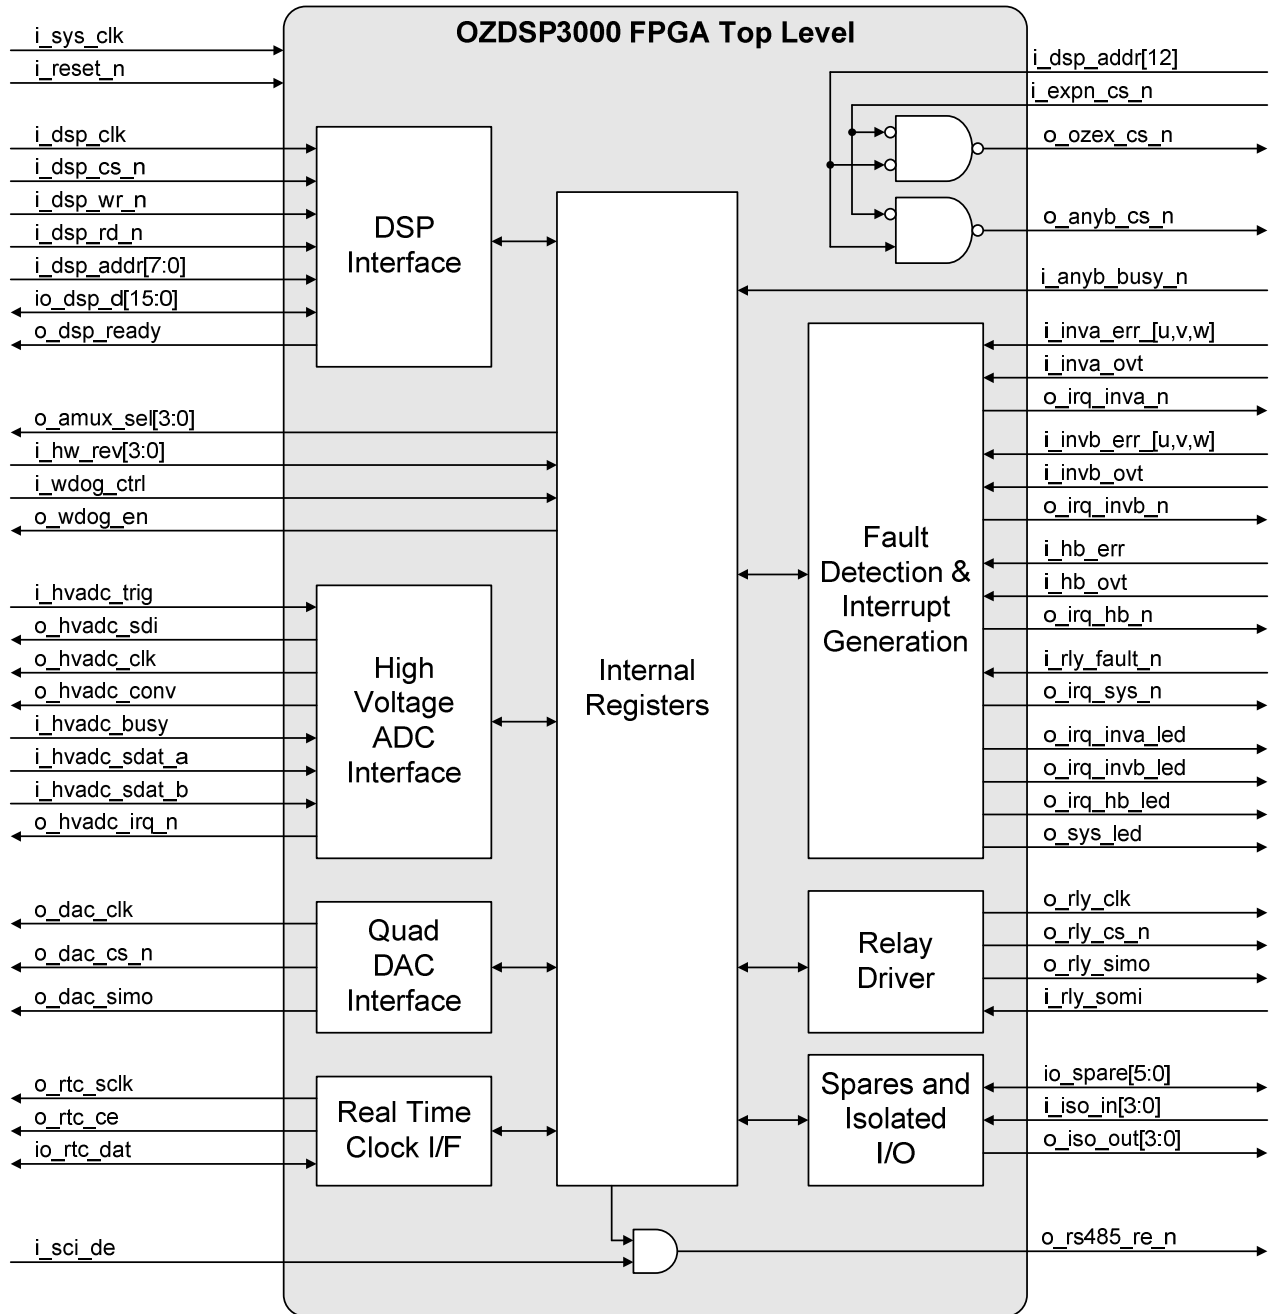 OZDSP3000 FPGA Top Level
i_sys_clk
i_reset_n
i_dsp_clk
i_dsp_cs_n
i_dsp_wr_n
i_dsp_rd_n
i_dsp_addr[7:0]
io_dsp_d[15:0]
o_dsp_ready
DSP
Interface
o_amux_sel[3:0]
i_hw_rev[3:0]
i_wdog_ctrl
o_wdog_en
i_hvadc_trig
o_hvadc_sdi
o_hvadc_clk
o_hvadc_conv
i_hvadc_busy
i_hvadc_sdat_a
i_hvadc_sdat_b
o_hvadc_irq_n
High
Voltage
ADC
Interface
o_dac_clk
o_dac_cs_n
o_dac_simo
Quad
DAC
Interface
o_rtc_sclk
o_rtc_ce
io_rtc_dat
Real Time
Clock I/F
i_sci_de
Internal
Registers
i_dsp_addr[12]
i_expn_cs_n
o_ozex_cs_n
o_anyb_cs_n
i_anyb_busy_n
Fault
Detection &
Interrupt
Generation
i_inva_err_[u,v,w]
i_inva_ovt
o_irq_inva_n
i_invb_err_[u,v,w]
i_invb_ovt
o_irq_invb_n
i_hb_err
i_hb_ovt
o_irq_hb_n
i_rly_fault_n
o_irq_sys_n
o_irq_inva_led
o_irq_invb_led
o_irq_hb_led
o_sys_led
Relay
Driver
o_rly_clk
o_rly_cs_n
o_rly_simo
i_rly_somi
Spares and
Isolated
I/O
io_spare[5:0]
i_iso_in[3:0]
o_iso_out[3:0]
o_rs485_re_n